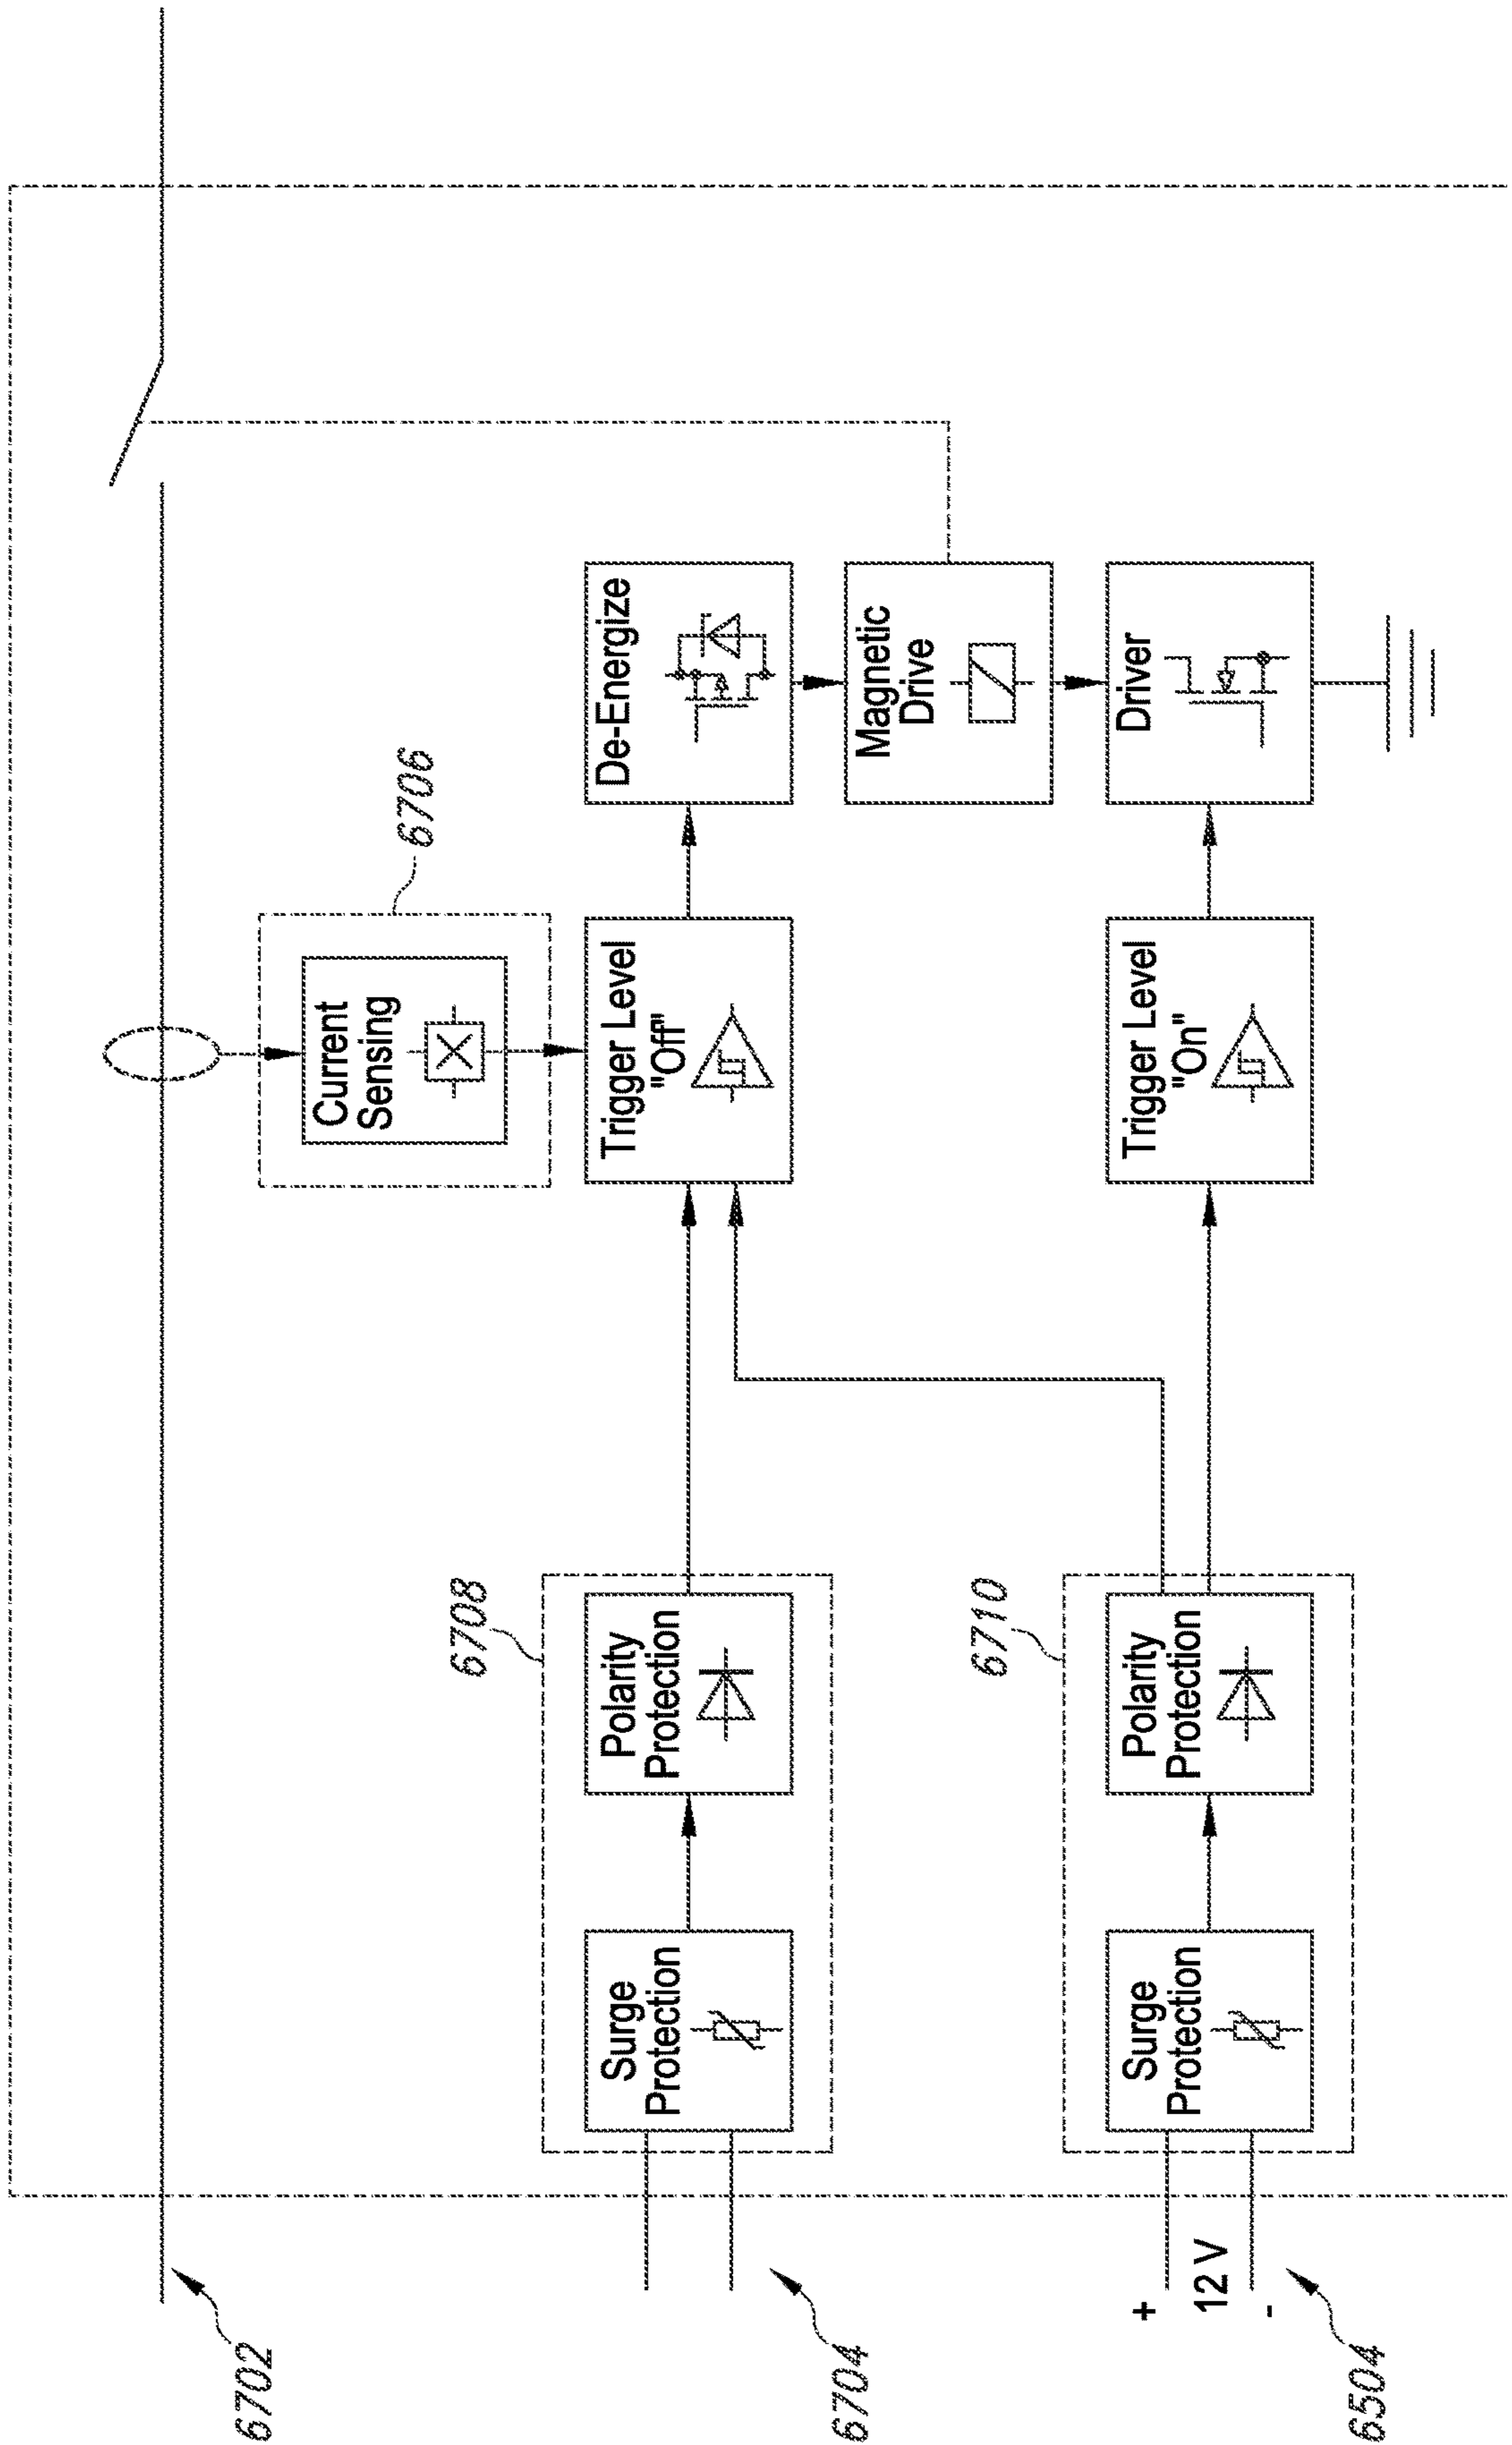 6702
6706
Current
Sensing
De-Energize
Trigger Level
"Off"
6708
Polarity
Protection
Surge
Protection
6704
Magnetic
Drive
Driver
Trigger Level
"On"
6710
Polarity
Protection
Surge
Protection
+
12 V
-
6504